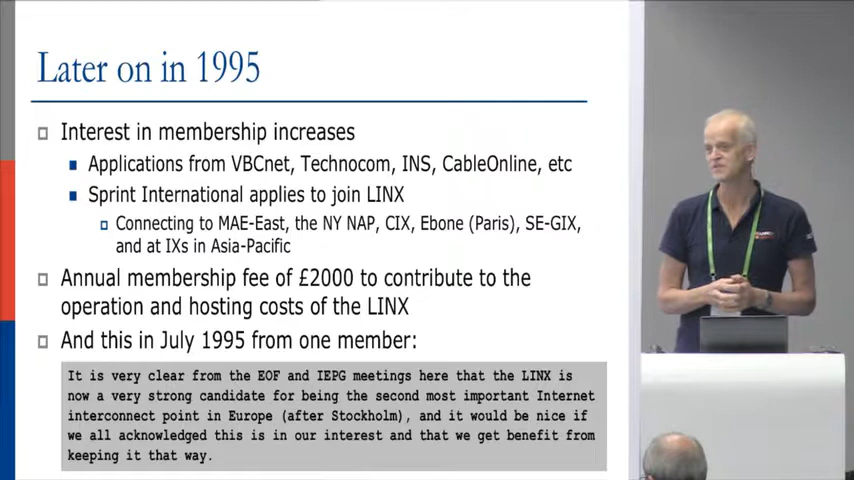 Later on in 1995
Interest in membership increases
Applications from VBCnet, Technocom, INS, CableOnline, etc
Sprint International applies to join LINX
Connecting to MAE-East, the NY NAP, CIX, Ebone (Paris), SE-GIX,
and at IXs in Asia-Pacific
Annual membership fee of £2000 to contribute to the
operation and hosting costs of the LINX
And this in July 1995 from one member:
It is very clear from the EOF and IEPG meetings here that the LINX is
now a very strong candidate for being the second most important Internet
interconnect point in Europe (after Stockholm), and it would be nice if
we all acknowledged this is in our interest and that we get benefit from
keeping it that way.